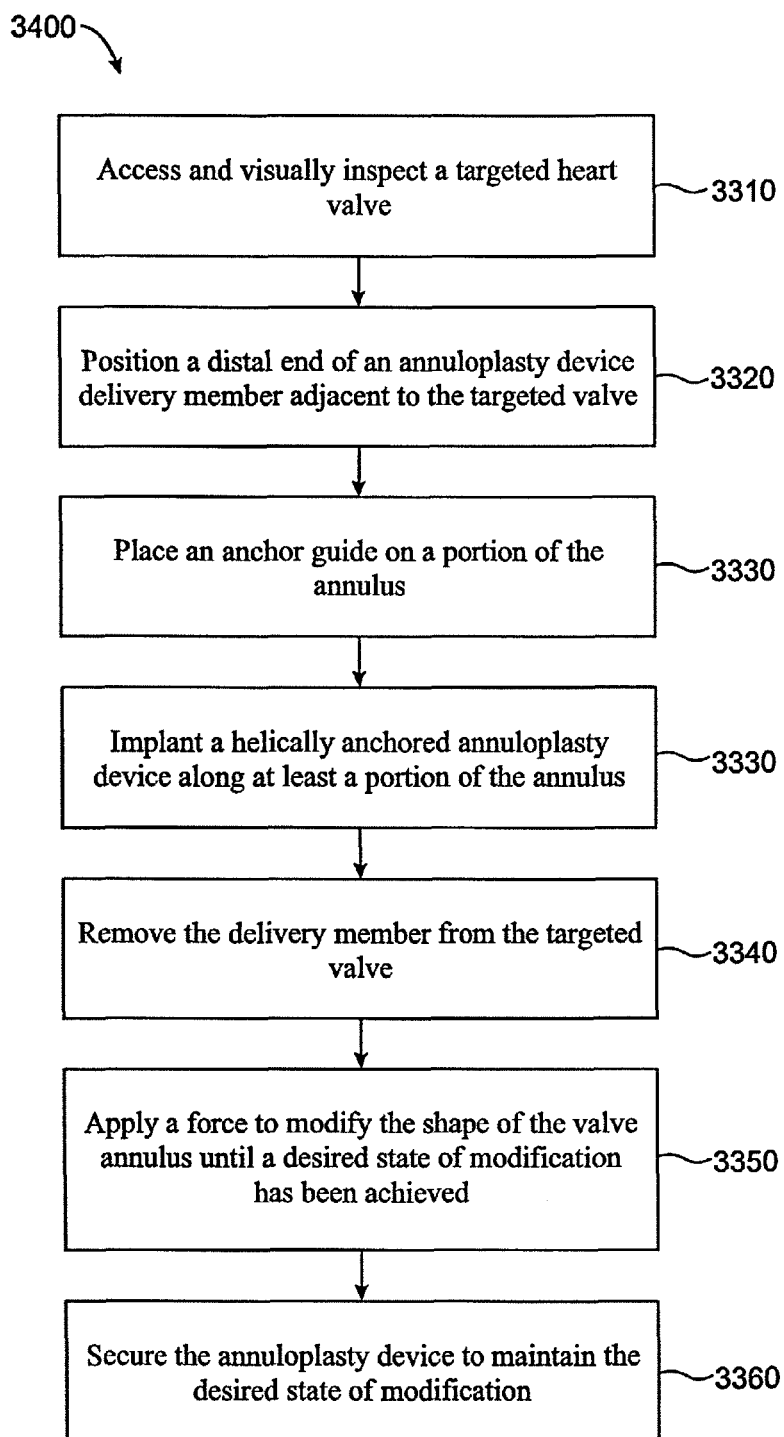 3400
Access and visually inspect a targeted heart
valve
3310
Position a distal end of an annuloplasty device
delivery member adjacent to the targeted valve
3320
Place an anchor guide on a portion of the
annulus
3330
Implant a helically anchored annuloplasty
device along at least a portion of the annulus
3330
Remove the delivery member from the targeted
valve
3340
Apply a force to modify the shape of the valve
annulus until a desired state of modification
has been achieved
3350
Secure the annuloplasty device to maintain the
desired state of modification
3360